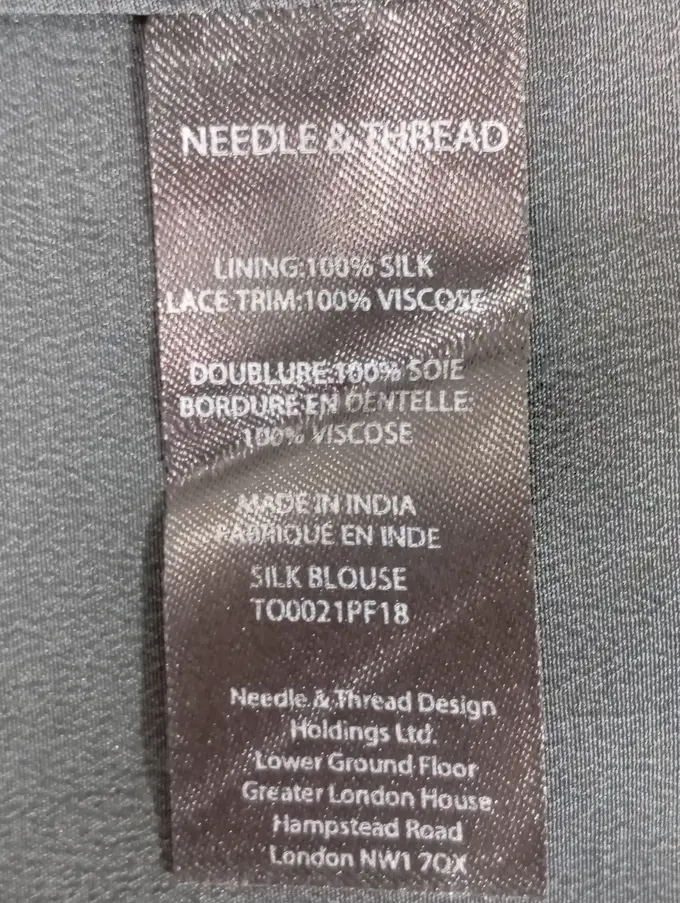 NEEDLE & THREAD
LINING:100% SILK
LACE TRIM:100% VISCOSE
DOUBLURE:100% SOIE
BORDURE EN DENTELLE:
100% VISCOSE
MADE IN INDIA
FABRIQUÉ EN INDE
SILK BLOUSE
TO0021PF18
Needle & Thread Design
Holdings Ltd.
Lower Ground Floor
Greater London House
Hampstead Road
London NW1 7QX